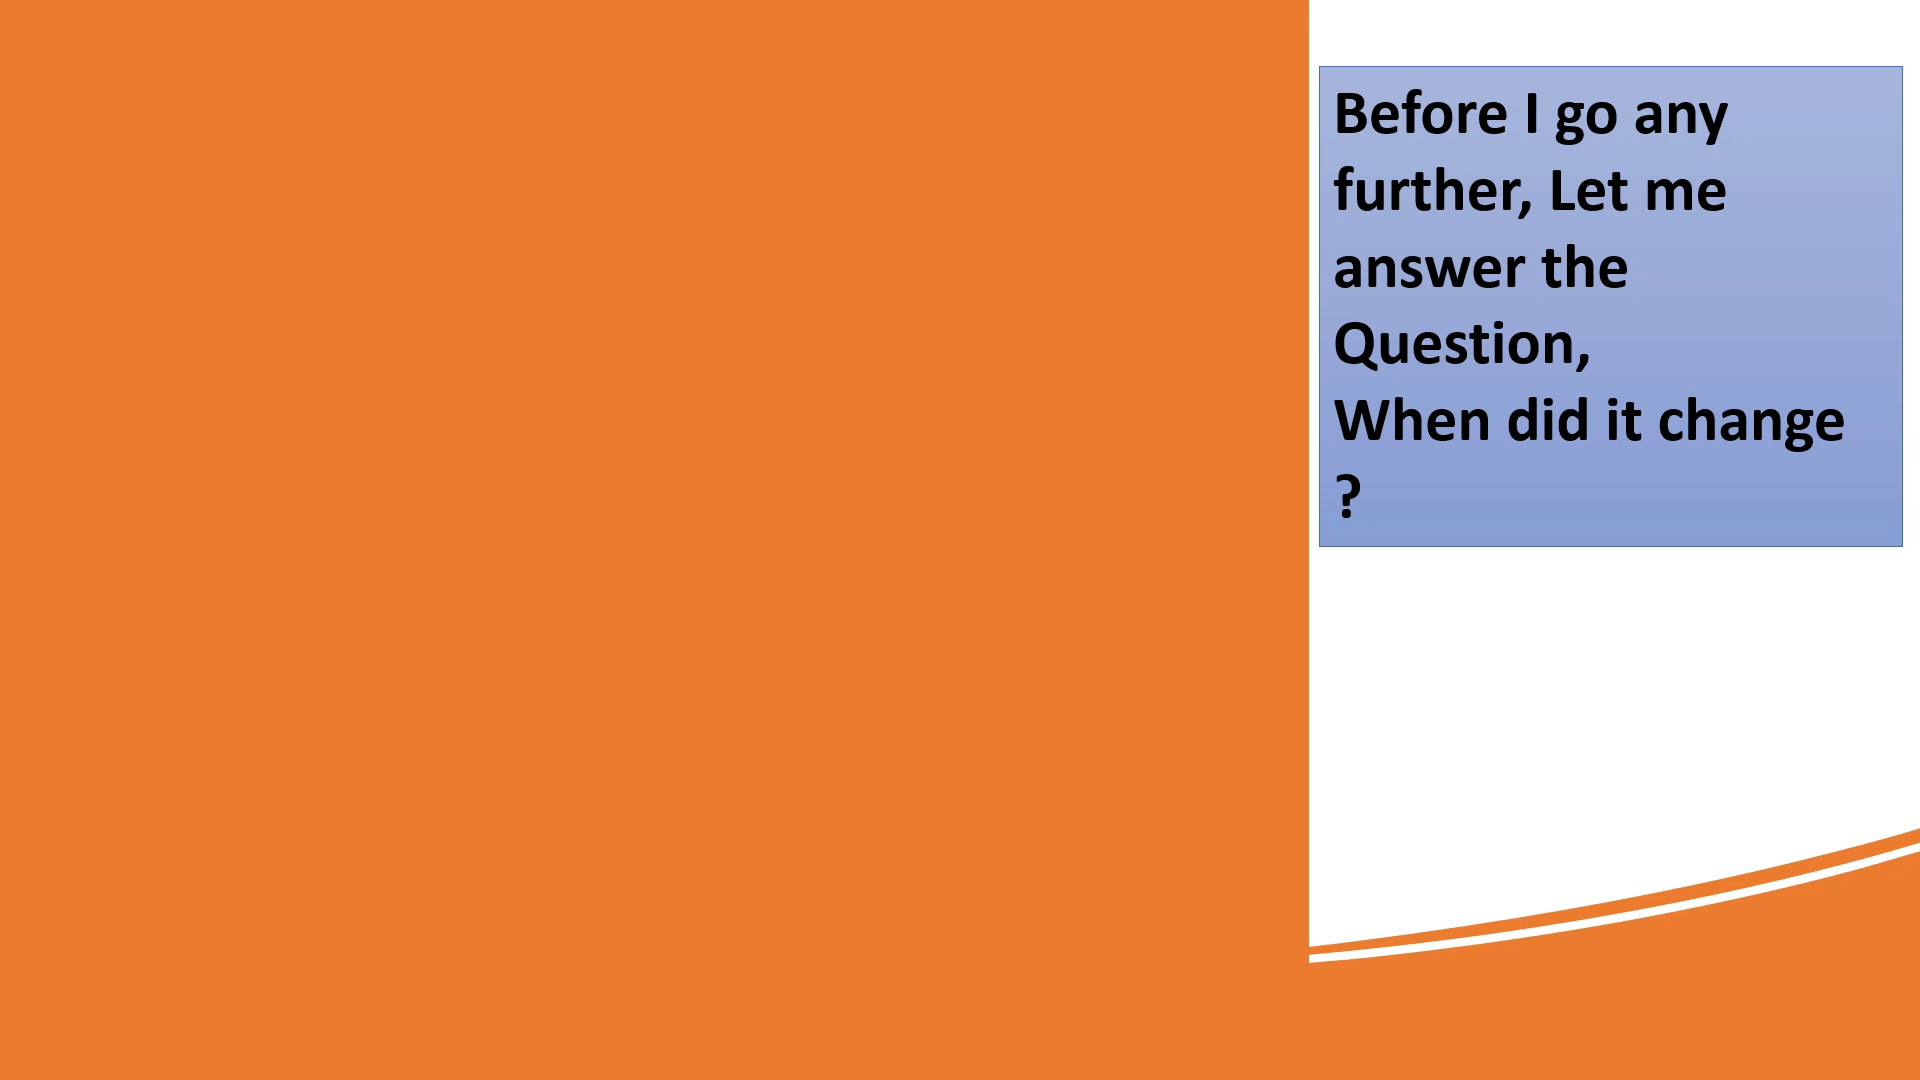 Before I go any
further, Let me
answer the
Question,
When did it change
?